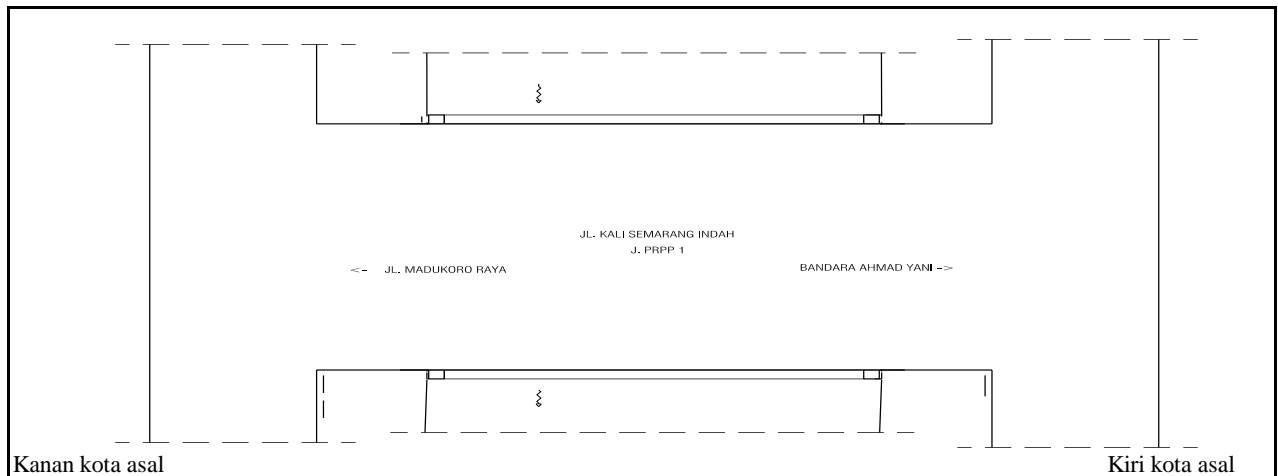 JL. KALI SEMARANG INDAH
J. PRPP 1
<- JL. MADUKORO RAYA
BANDARA AHMAD YANI ->
Kanan kota asal
Kiri kota asal